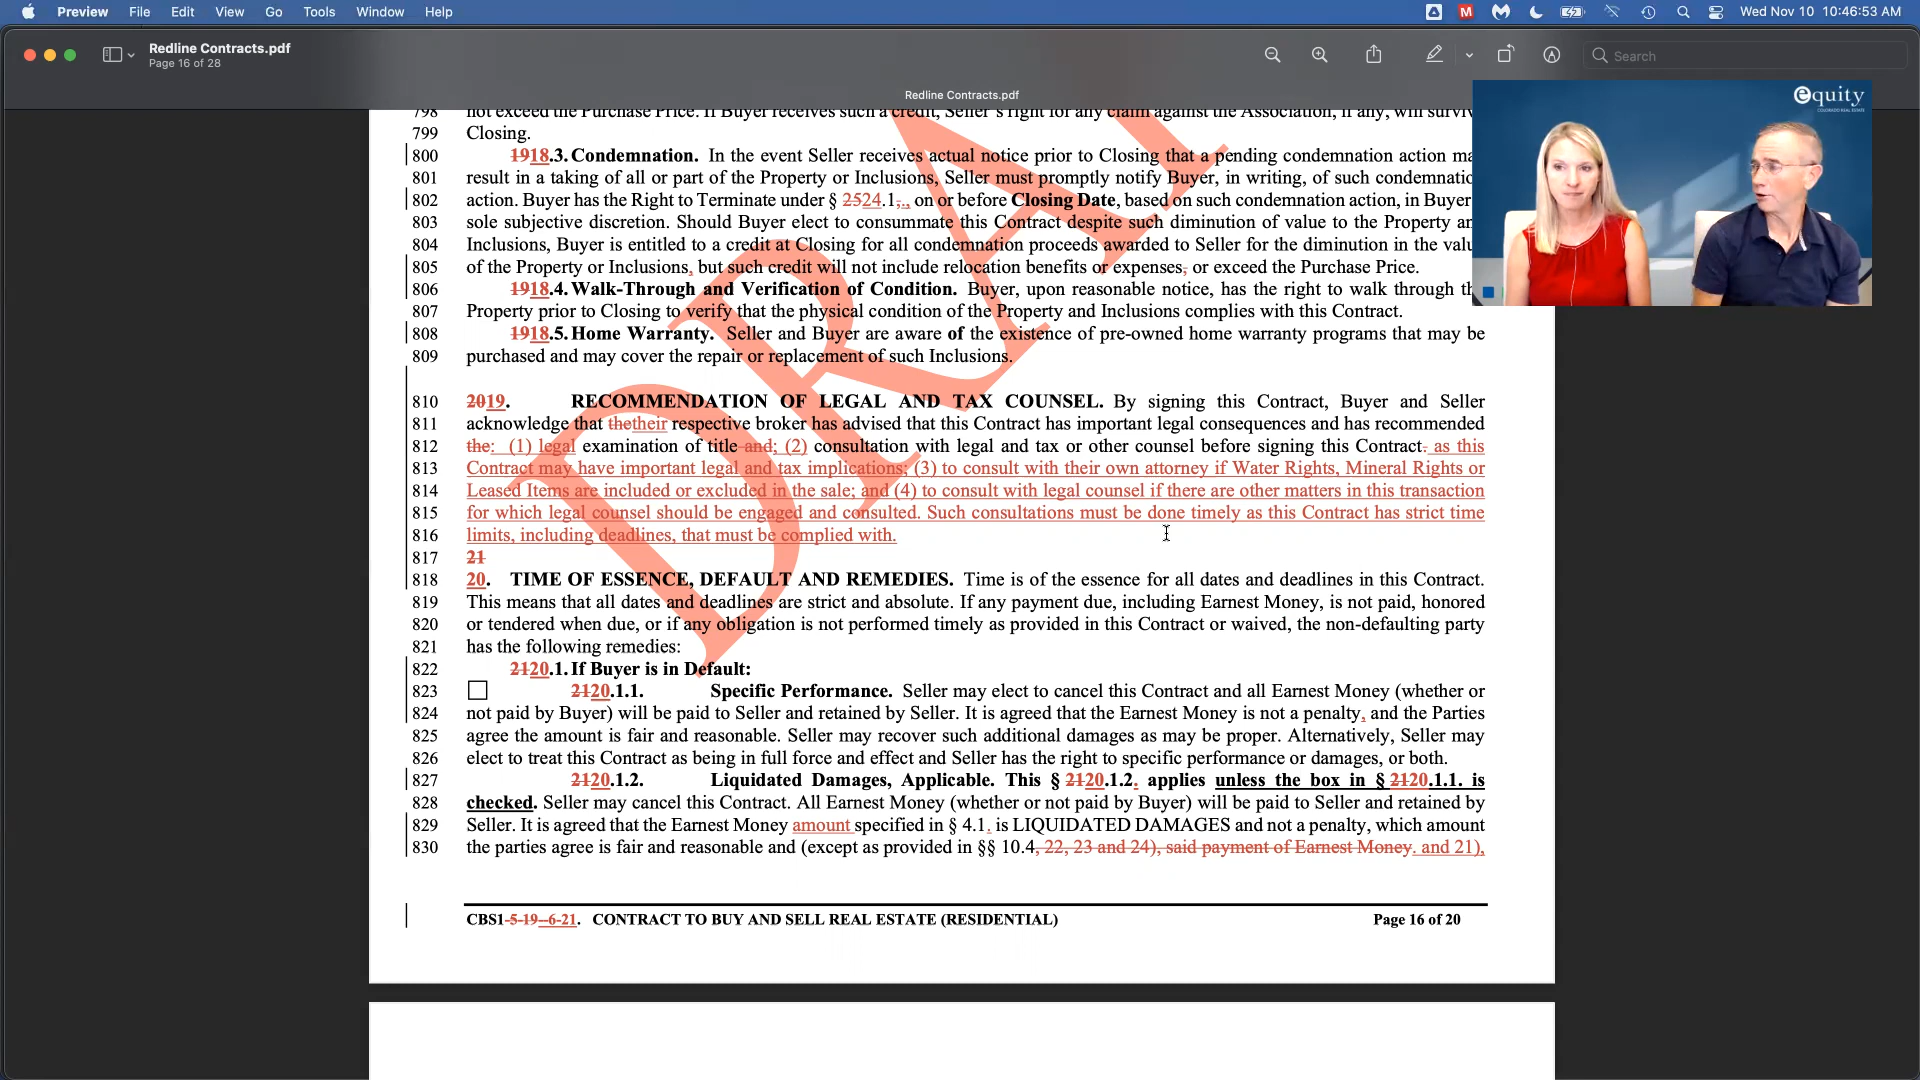 Preview File Edit View Go Tools Window Help
Wed Nov 10 10:46:53 AM
Redline Contracts.pdf
Page 16 of 28
Search
Redline Contracts.pdf
equity
798 not exceed the Purchase Price. If Buyer receives such a credit, Seller's right for any claim against the Association, if any, will surviv
799 Closing.
800 1918.3. Condemnation. In the event Seller receives actual notice prior to Closing that a pending condemnation action ma
801 result in a taking of all or part of the Property or Inclusions, Seller must promptly notify Buyer, in writing, of such condemnatio
802 action. Buyer has the Right to Terminate under § 2524.1,., on or before Closing Date, based on such condemnation action, in Buyer
803 sole subjective discretion. Should Buyer elect to consummate this Contract despite such diminution of value to the Property an
804 Inclusions, Buyer is entitled to a credit at Closing for all condemnation proceeds awarded to Seller for the diminution in the valu
805 of the Property or Inclusions, but such credit will not include relocation benefits or expenses, or exceed the Purchase Price.
806 1918.4. Walk-Through and Verification of Condition. Buyer, upon reasonable notice, has the right to walk through th
807 Property prior to Closing to verify that the physical condition of the Property and Inclusions complies with this Contract.
808 1918.5. Home Warranty. Seller and Buyer are aware of the existence of pre-owned home warranty programs that may be
809 purchased and may cover the repair or replacement of such Inclusions.
810 2019. RECOMMENDATION OF LEGAL AND TAX COUNSEL. By signing this Contract, Buyer and Seller
811 acknowledge that thetheir respective broker has advised that this Contract has important legal consequences and has recommended
812 the: (1) legal examination of title and; (2) consultation with legal and tax or other counsel before signing this Contract. as this
813 Contract may have important legal and tax implications; (3) to consult with their own attorney if Water Rights, Mineral Rights or
814 Leased Items are included or excluded in the sale; and (4) to consult with legal counsel if there are other matters in this transaction
815 for which legal counsel should be engaged and consulted. Such consultations must be done timely as this Contract has strict time
816 limits, including deadlines, that must be complied with.
817 21
818 20. TIME OF ESSENCE, DEFAULT AND REMEDIES. Time is of the essence for all dates and deadlines in this Contract.
819 This means that all dates and deadlines are strict and absolute. If any payment due, including Earnest Money, is not paid, honored
820 or tendered when due, or if any obligation is not performed timely as provided in this Contract or waived, the non-defaulting party
821 has the following remedies:
822 2120.1. If Buyer is in Default:
823 2120.1.1. Specific Performance. Seller may elect to cancel this Contract and all Earnest Money (whether or
824 not paid by Buyer) will be paid to Seller and retained by Seller. It is agreed that the Earnest Money is not a penalty, and the Parties
825 agree the amount is fair and reasonable. Seller may recover such additional damages as may be proper. Alternatively, Seller may
826 elect to treat this Contract as being in full force and effect and Seller has the right to specific performance or damages, or both.
827 2120.1.2. Liquidated Damages, Applicable. This § 2120.1.2. applies unless the box in § 2120.1.1. is
828 checked. Seller may cancel this Contract. All Earnest Money (whether or not paid by Buyer) will be paid to Seller and retained by
829 Seller. It is agreed that the Earnest Money amount specified in § 4.1. is LIQUIDATED DAMAGES and not a penalty, which amount
830 the parties agree is fair and reasonable and (except as provided in §§ 10.4, 22, 23 and 24), said payment of Earnest Money. and 21),
CBS1-5-19--6-21. CONTRACT TO BUY AND SELL REAL ESTATE (RESIDENTIAL) Page 16 of 20
DRA